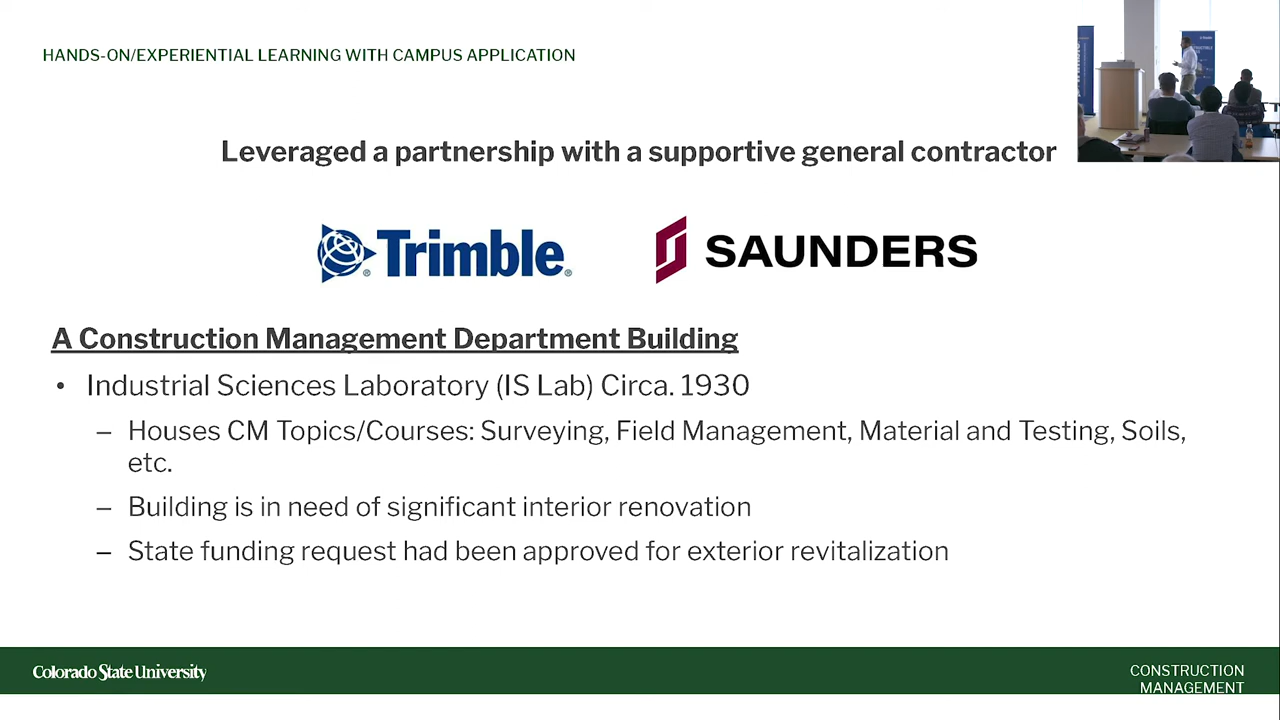 HANDS-ON/EXPERIENTIAL LEARNING WITH CAMPUS APPLICATION
Leveraged a partnership with a supportive general contractor
Trimble®
SAUNDERS
A Construction Management Department Building
• Industrial Sciences Laboratory (IS Lab) Circa. 1930
– Houses CM Topics/Courses: Surveying, Field Management, Material and Testing, Soils,
etc.
– Building is in need of significant interior renovation
– State funding request had been approved for exterior revitalization
Colorado State University
CONSTRUCTION
MANAGEMENT